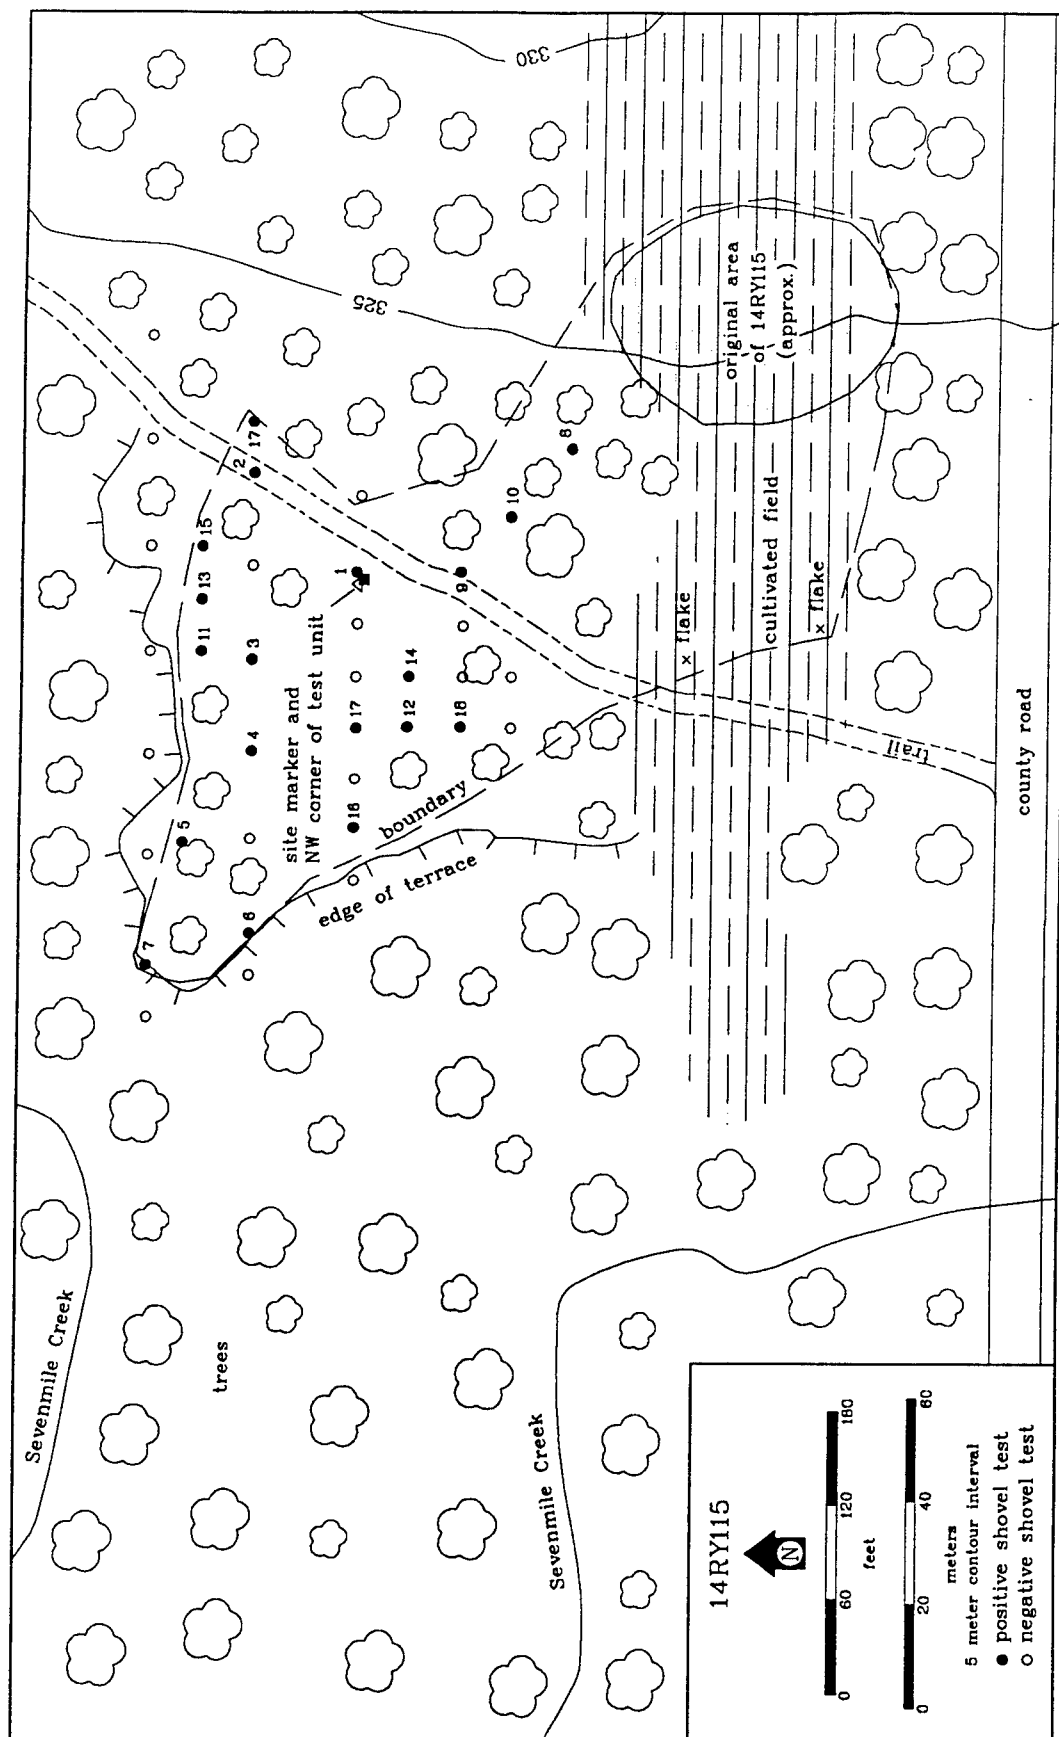 330
325
Sevenmile Creek
trees
Sevenmile Creek
7
5
6
4
11
13
15
3
2
17
site marker and
NW corner of test unit
1
16
17
12
14
18
9
10
8
boundary
edge of terrace
original area
of 14RY115
(approx.)
cultivated field
x flake
x flake
trail
county road
14RY115
N
0 60 120 180
feet
0 20 40 60
meters
5 meter contour interval
● positive shovel test
○ negative shovel test